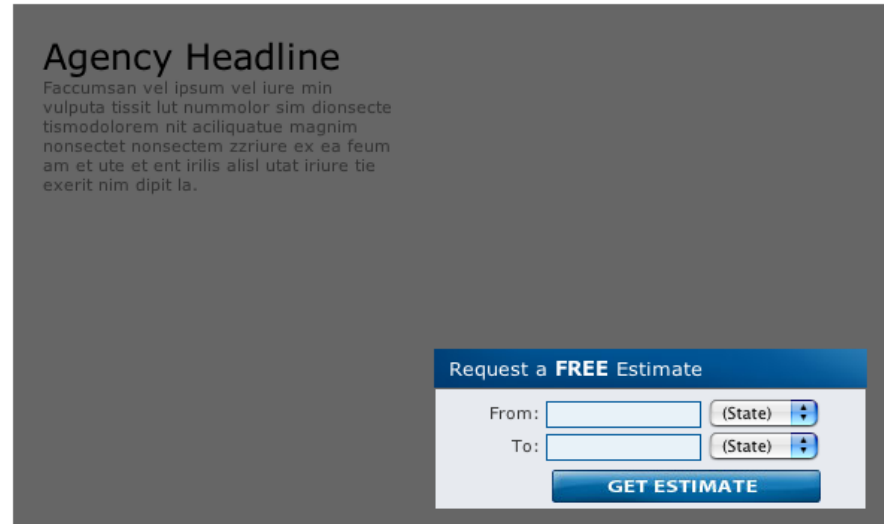 Agency Headline
Faccumsan vel ipsum vel iure min
vulputa tissit lut nummolor sim dionsecte
tismodolorem nit aciliquatue magnim
nonsectet nonsectem zzriure ex ea feum
am et ute et ent irilis alisl utat iriure tie
exerit nim dipit la.
Request a FREE Estimate
From: (State)
To: (State)
GET ESTIMATE